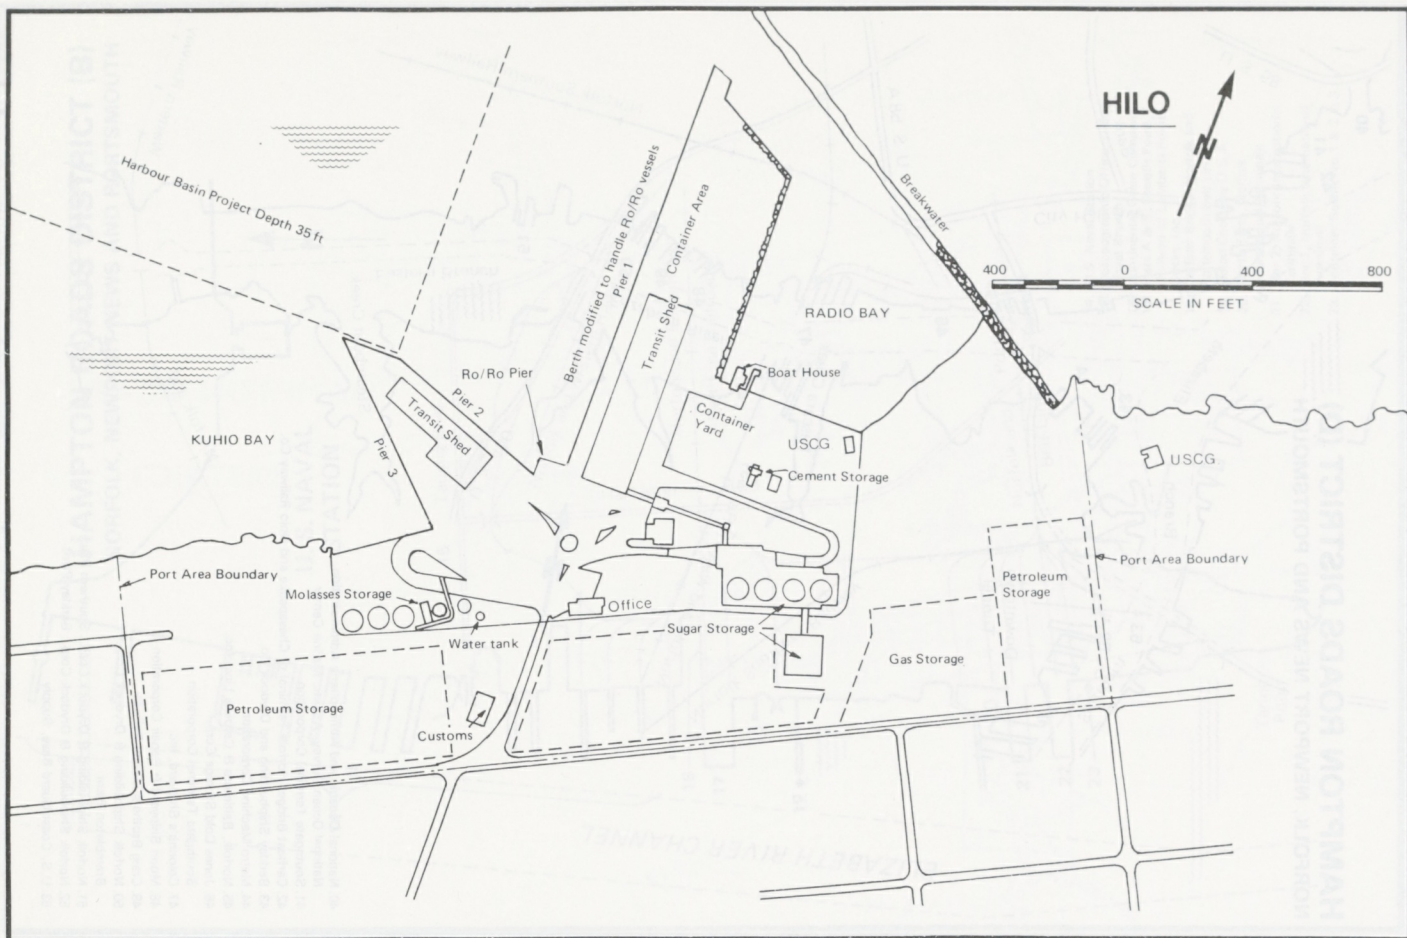 HILO
N
400 0 400 800
SCALE IN FEET
Harbour Basin Project Depth 35 ft
Breakwater
Berth modified to handle Ro/Ro vessels
Pier 1
Container Area
Transit Shed
RADIO BAY
Ro/Ro Pier
Boat House
Pier 2
Transit Shed
Container
Yard
KUHIO BAY
Pier 3
USCG
USCG
Cement Storage
Port Area Boundary
Port Area Boundary
Petroleum
Storage
Molasses Storage
Office
Sugar Storage
Water tank
Gas Storage
Petroleum Storage
Customs
HAMPTON ROADS DISTRICT (B)
HAMPTON ROADS DISTRICT
ELIZABETH RIVER CHANNEL